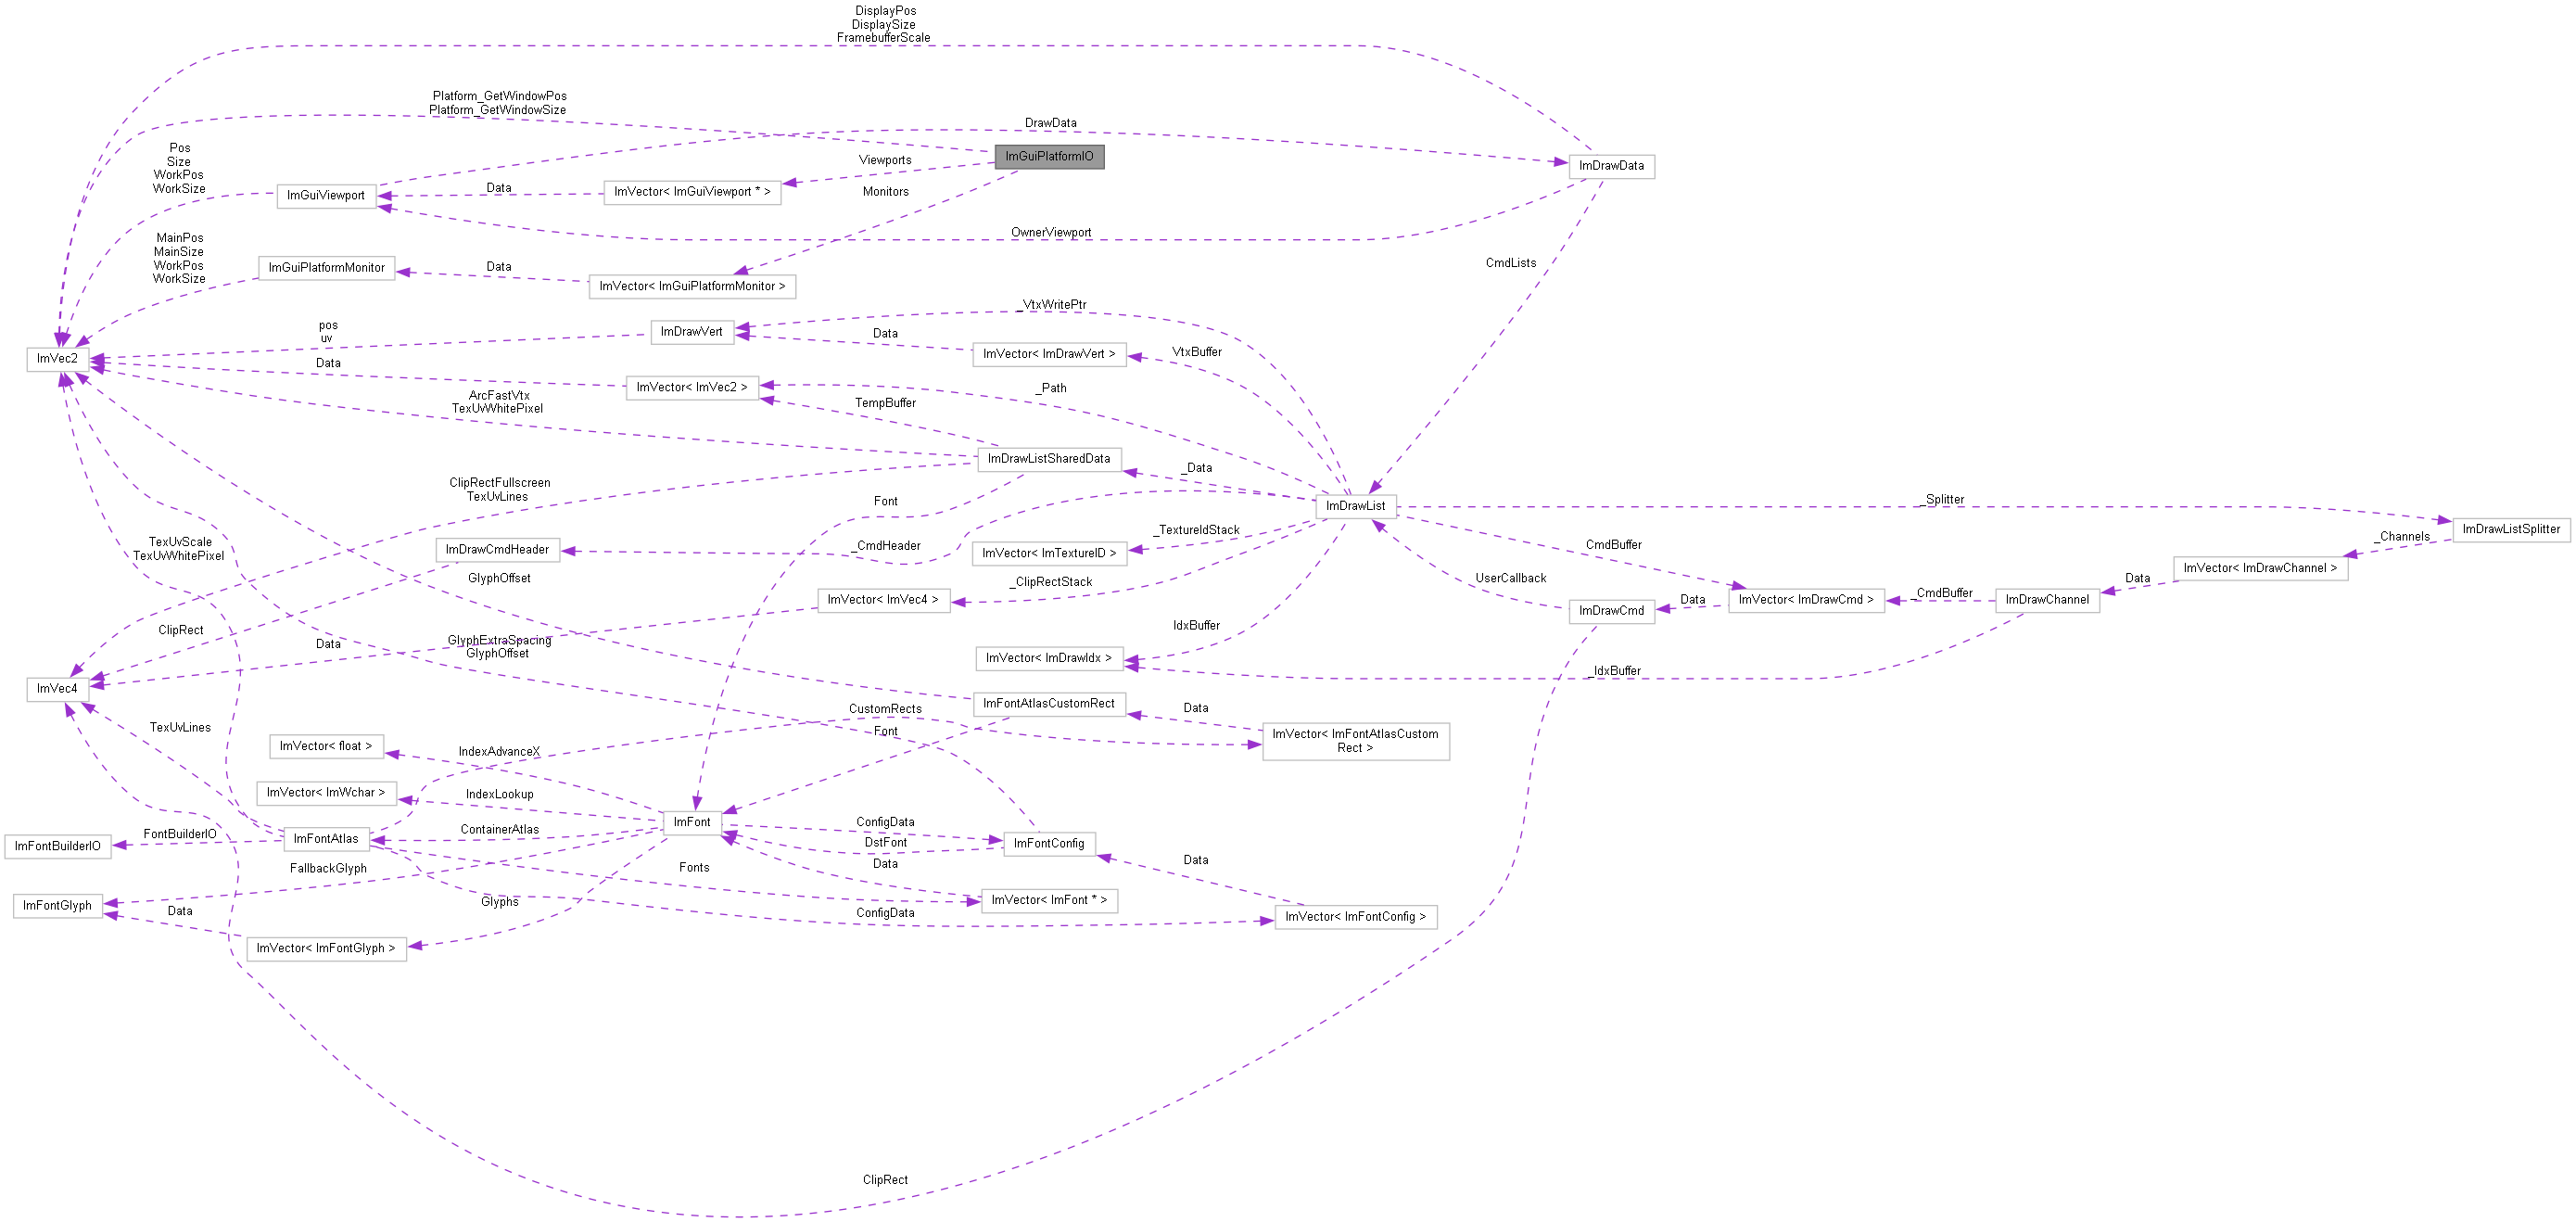 DisplayPos
DisplaySize
FramebufferScale
Platform_GetWindowPos
Platform_GetWindowSize
DrawData
Pos
Size
WorkPos
WorkSize
ImGuiPlatformIO
Viewports
ImDrawData
ImGuiViewport
Data
ImVector< ImGuiViewport * >
Monitors
OwnerViewport
MainPos
MainSize
WorkPos
WorkSize
ImGuiPlatformMonitor
Data
ImVector< ImGuiPlatformMonitor >
CmdLists
_VtxWritePtr
pos
uv
ImDrawVert
Data
ImVector< ImDrawVert >
VtxBuffer
ImVec2
Data
ImVector< ImVec2 >
_Path
ArcFastVtx
TexUvWhitePixel
TempBuffer
ImDrawListSharedData
_Data
ClipRectFullscreen
TexUvLines
Font
ImDrawList
_Splitter
ImDrawListSplitter
TexUvScale
TexUvWhitePixel
ImDrawCmdHeader
_CmdHeader
ImVector< ImTextureID >
_TextureIdStack
CmdBuffer
_Channels
ImVector< ImDrawChannel >
GlyphOffset
_ClipRectStack
UserCallback
Data
ImVector< ImVec4 >
ImDrawCmd
Data
ImVector< ImDrawCmd >
_CmdBuffer
ImDrawChannel
ClipRect
Data
GlyphExtraSpacing
GlyphOffset
IdxBuffer
ImVector< ImDrawIdx >
_IdxBuffer
ImVec4
ImFontAtlasCustomRect
Data
CustomRects
TexUvLines
Font
ImVector< ImFontAtlasCustom
Rect >
ImVector< float >
IndexAdvanceX
ImVector< ImWchar >
IndexLookup
ImFont
ConfigData
FontBuilderIO
ImFontAtlas
ContainerAtlas
ImFontBuilderIO
DstFont
ImFontConfig
Data
Data
FallbackGlyph
Fonts
ImFontGlyph
Glyphs
ImVector< ImFont * >
Data
ConfigData
ImVector< ImFontConfig >
ImVector< ImFontGlyph >
ClipRect